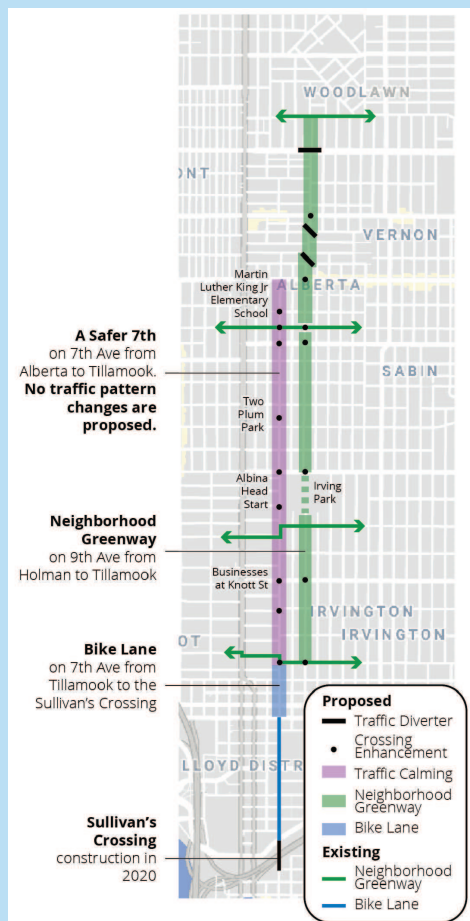 WOODLAWN
ONT
VERNON
Martin
Luther King Jr
Elementary
School
ALBERTA
A Safer 7th
on 7th Ave from
Alberta to Tillamook.
No traffic pattern
changes are
proposed.
SABIN
Two
Plum
Park
Albina
Head
Start
Irving
Park
Neighborhood
Greenway
on 9th Ave from
Holman to Tillamook
Businesses
at Knott St
IRVINGTON
IRVINGTON
OT
Bike Lane
on 7th Ave from
Tillamook to the
Sullivan's Crossing
LLOYD DISTR
Sullivan's
Crossing
construction in
2020
Proposed
Traffic Diverter
Crossing
Enhancement
Traffic Calming
Neighborhood
Greenway
Bike Lane
Existing
Neighborhood
Greenway
Bike Lane